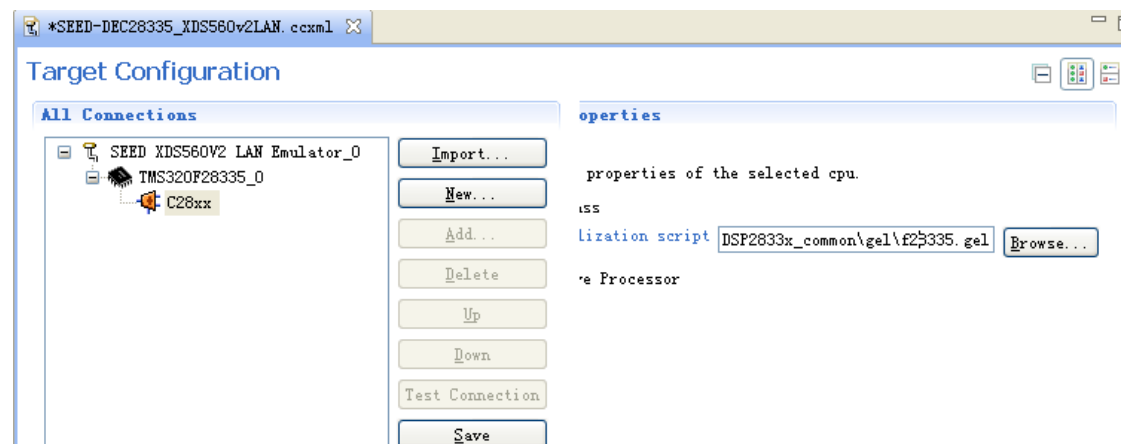 *SEED-DEC28335_XDS560v2LAN.ccxml
Target Configuration
All Connections
SEED XDS560V2 LAN Emulator_0
TMS320F28335_0
C28xx
Import...
New...
Add...
Delete
Up
Down
Test Connection
Save
operties
properties of the selected cpu.
ss
lization script DSP2833x_common\gel\f28335.gel Browse...
e Processor